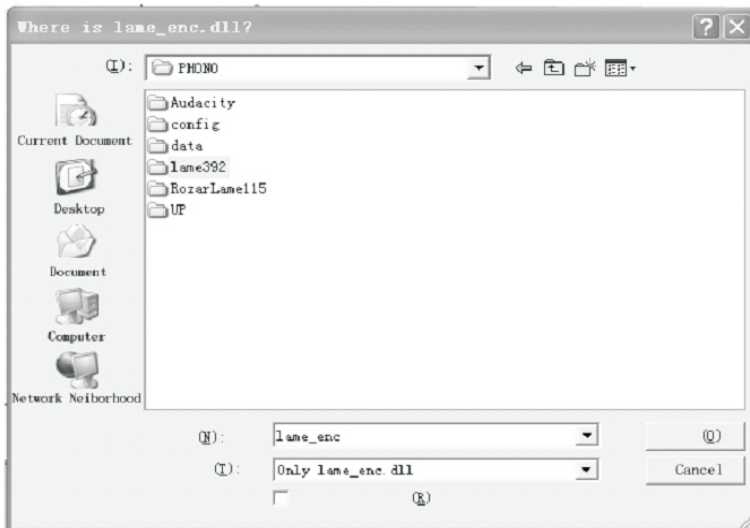 Where is lame_enc.dll?
(I): PHONO
Audacity
config
data
lame392
RozarLame115
UP
Current Document
Desktop
Document
Computer
Network Neiborhood
(N): lame_enc (O)
(T): Only lame_enc.dll Cancel
(R)